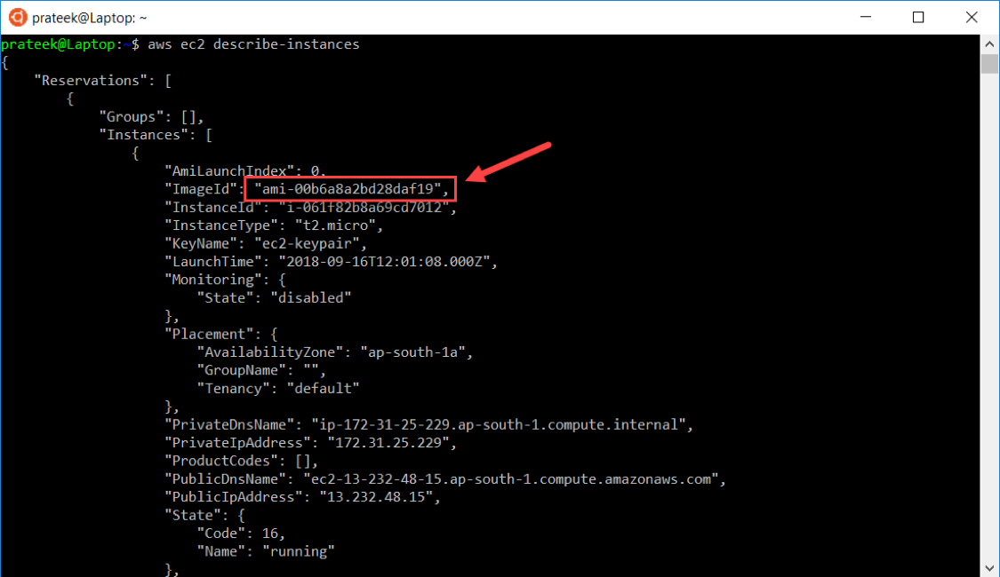 prateek@Laptop: ~
prateek@Laptop:~$ aws ec2 describe-instances
{
    "Reservations": [
        {
            "Groups": [],
            "Instances": [
                {
                    "AmiLaunchIndex": 0,
                    "ImageId": "ami-00b6a8a2bd28daf19",
                    "InstanceId": "i-061f82b8a69cd7012",
                    "InstanceType": "t2.micro",
                    "KeyName": "ec2-keypair",
                    "LaunchTime": "2018-09-16T12:01:08.000Z",
                    "Monitoring": {
                        "State": "disabled"
                    },
                    "Placement": {
                        "AvailabilityZone": "ap-south-1a",
                        "GroupName": "",
                        "Tenancy": "default"
                    },
                    "PrivateDnsName": "ip-172-31-25-229.ap-south-1.compute.internal",
                    "PrivateIpAddress": "172.31.25.229",
                    "ProductCodes": [],
                    "PublicDnsName": "ec2-13-232-48-15.ap-south-1.compute.amazonaws.com",
                    "PublicIpAddress": "13.232.48.15",
                    "State": {
                        "Code": 16,
                        "Name": "running"
                    },